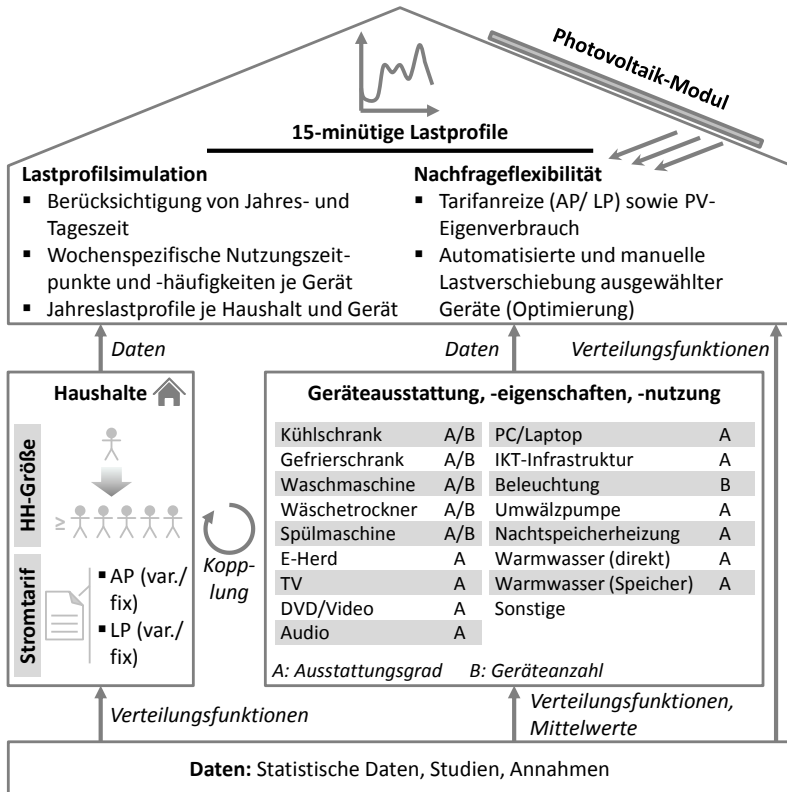 Photovoltaik-Modul
15-minütige Lastprofile
Lastprofilsimulation
▪ Berücksichtigung von Jahres- und
Tageszeit
▪ Wochenspezifische Nutzungszeit-
punkte und -häufigkeiten je Gerät
▪ Jahreslastprofile je Haushalt und Gerät
Nachfrageflexibilität
▪ Tarifanreize (AP/ LP) sowie PV-
Eigenverbrauch
▪ Automatisierte und manuelle
Lastverschiebung ausgewählter
Geräte (Optimierung)
Daten
Daten
Verteilungsfunktionen
Haushalte
HH-Größe
≥
Stromtarif
▪ AP (var./
fix)
▪ LP (var./
fix)
Kopp-
lung
Geräteausstattung, -eigenschaften, -nutzung
Kühlschrank A/B PC/Laptop A
Gefrierschrank A/B IKT-Infrastruktur A
Waschmaschine A/B Beleuchtung B
Wäschetrockner A/B Umwälzpumpe A
Spülmaschine A/B Nachtspeicherheizung A
E-Herd A Warmwasser (direkt) A
TV A Warmwasser (Speicher) A
DVD/Video A Sonstige
Audio A
A: Ausstattungsgrad B: Geräteanzahl
Verteilungsfunktionen
Verteilungsfunktionen,
Mittelwerte
Daten: Statistische Daten, Studien, Annahmen